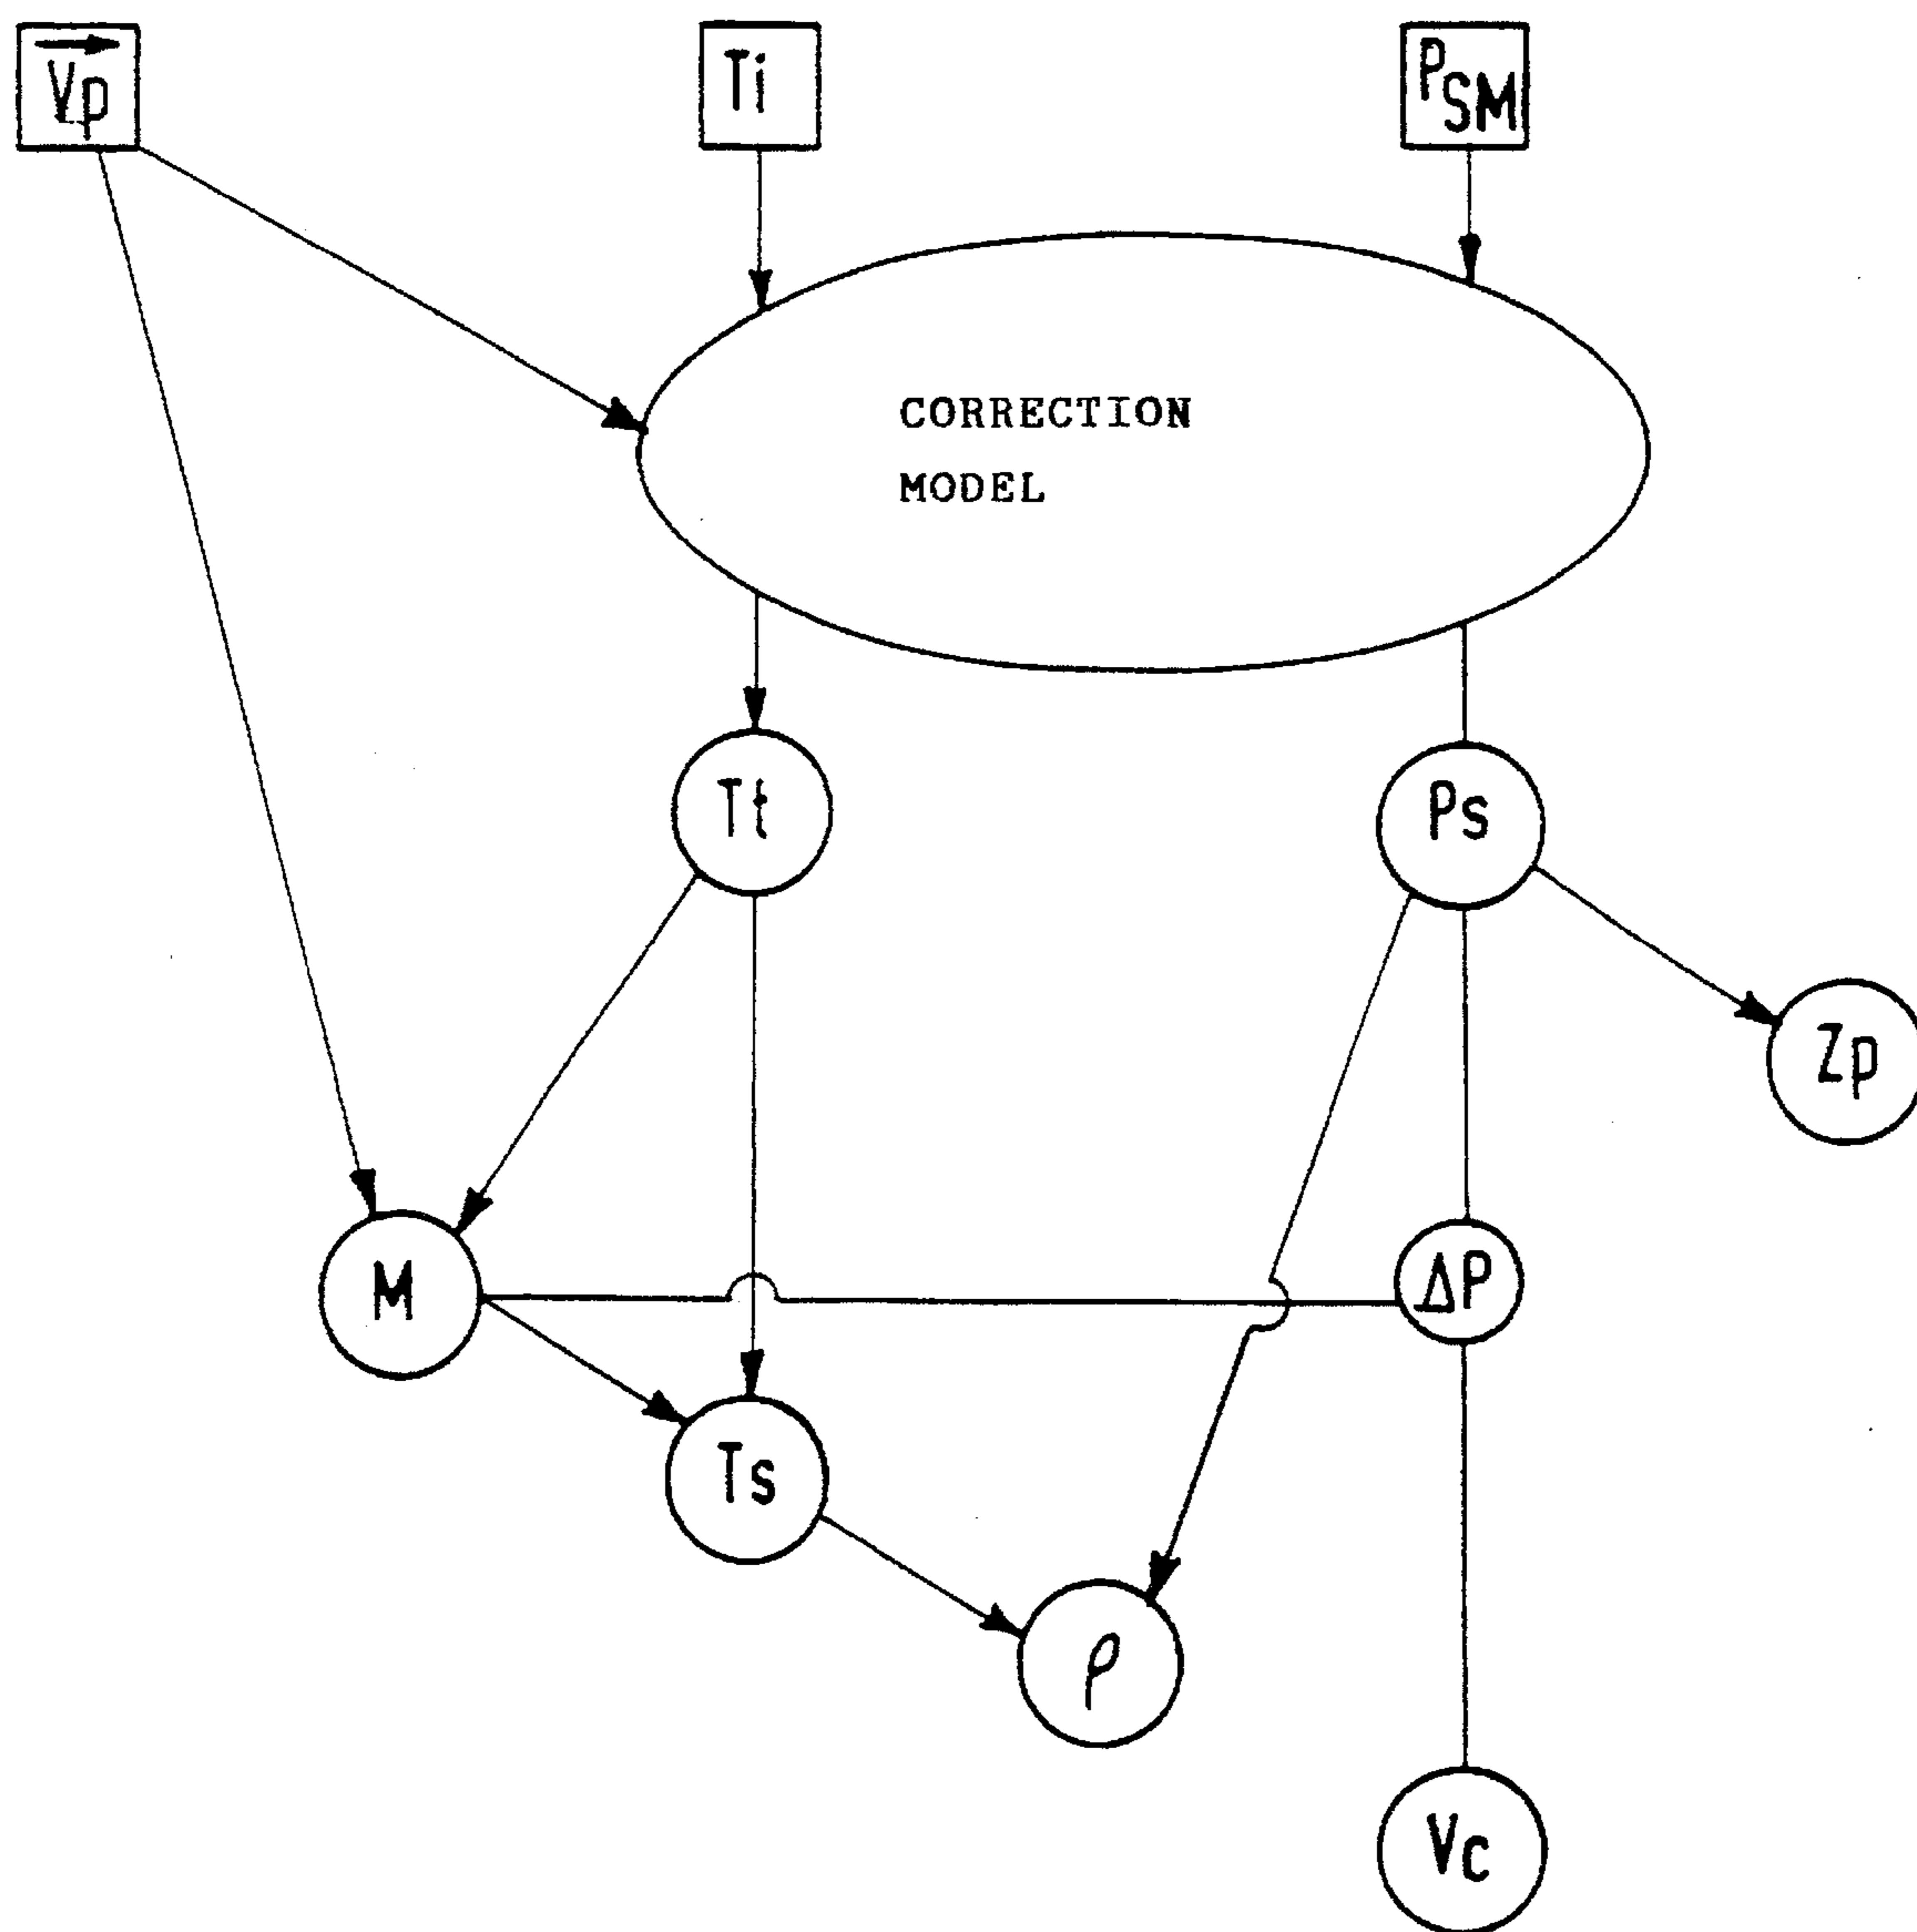 Vp
Ti
PSM
CORRECTION
MODEL
Tt
Ps
Zp
M
ΔP
Ts
ρ
Vc